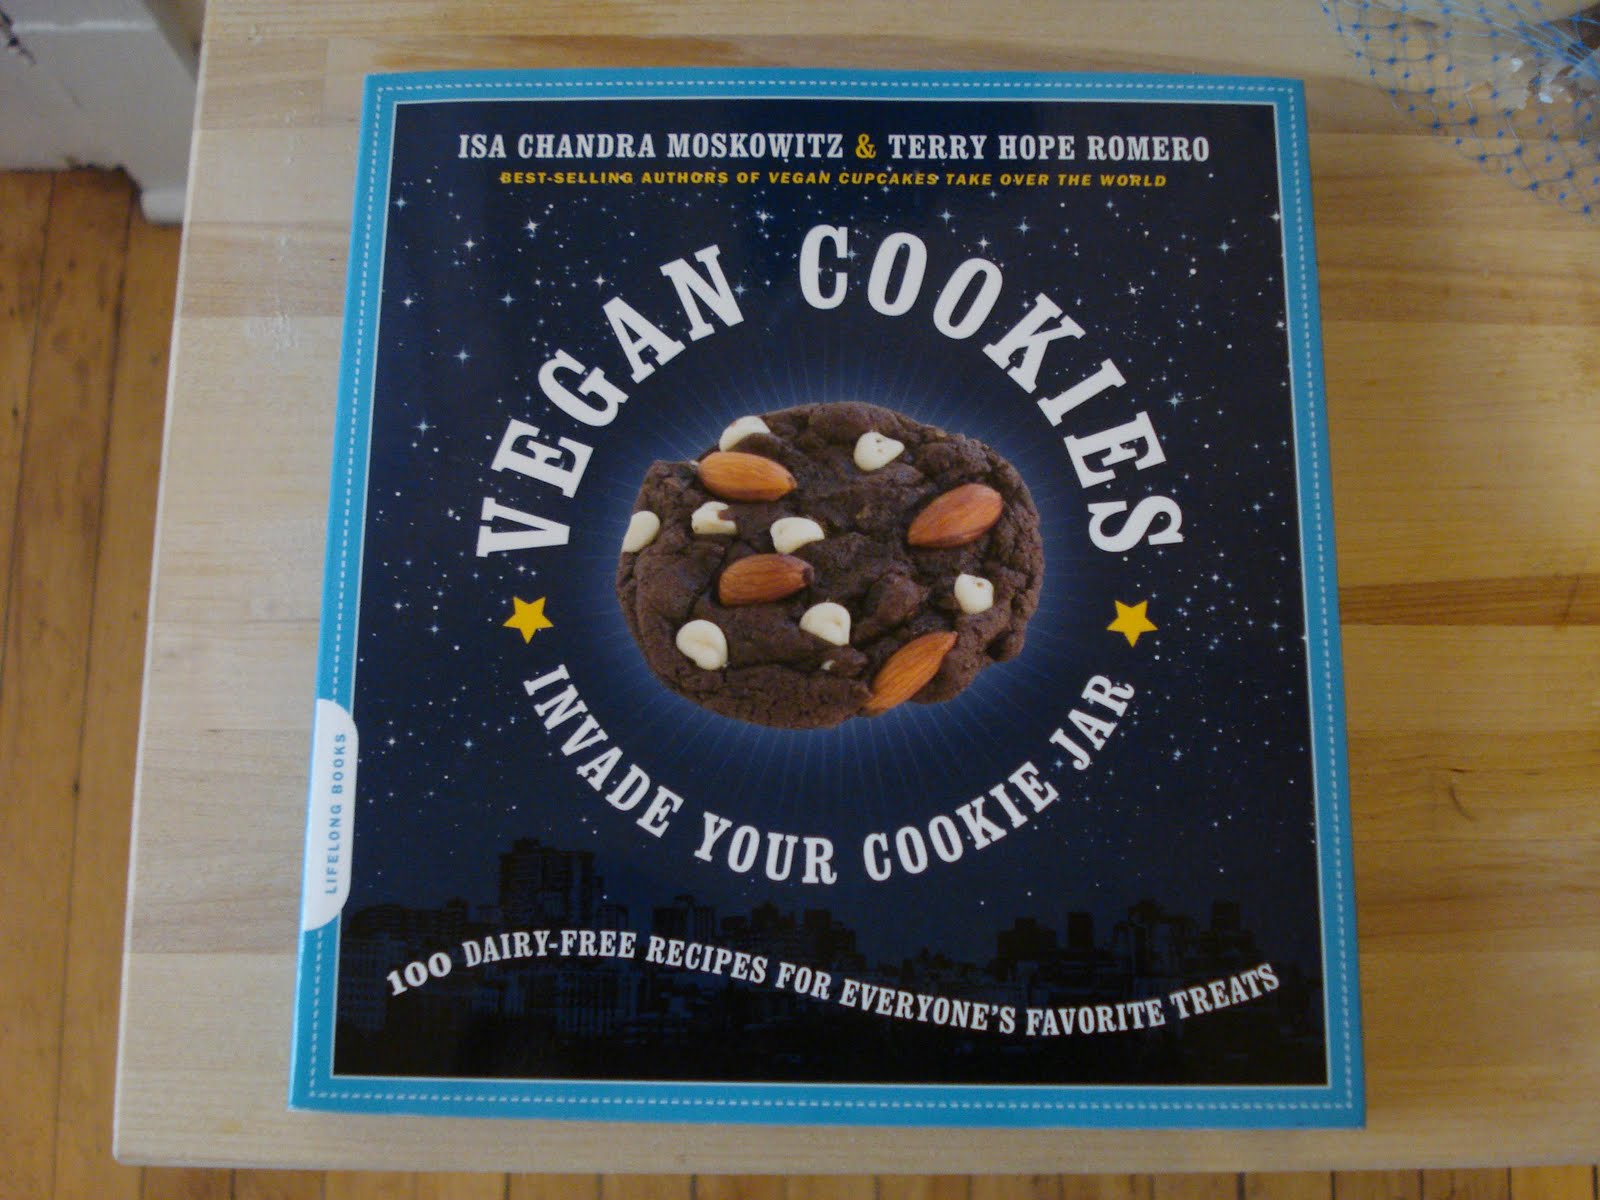 ISA CHANDRA MOSKOWITZ & TERRY HOPE ROMERO
BEST-SELLING AUTHORS OF VEGAN CUPCAKES TAKE OVER THE WORLD
VEGAN COOKIES
INVADE YOUR COOKIE JAR
100 DAIRY-FREE RECIPES FOR EVERYONE'S FAVORITE TREATS
LIFELONG BOOKS